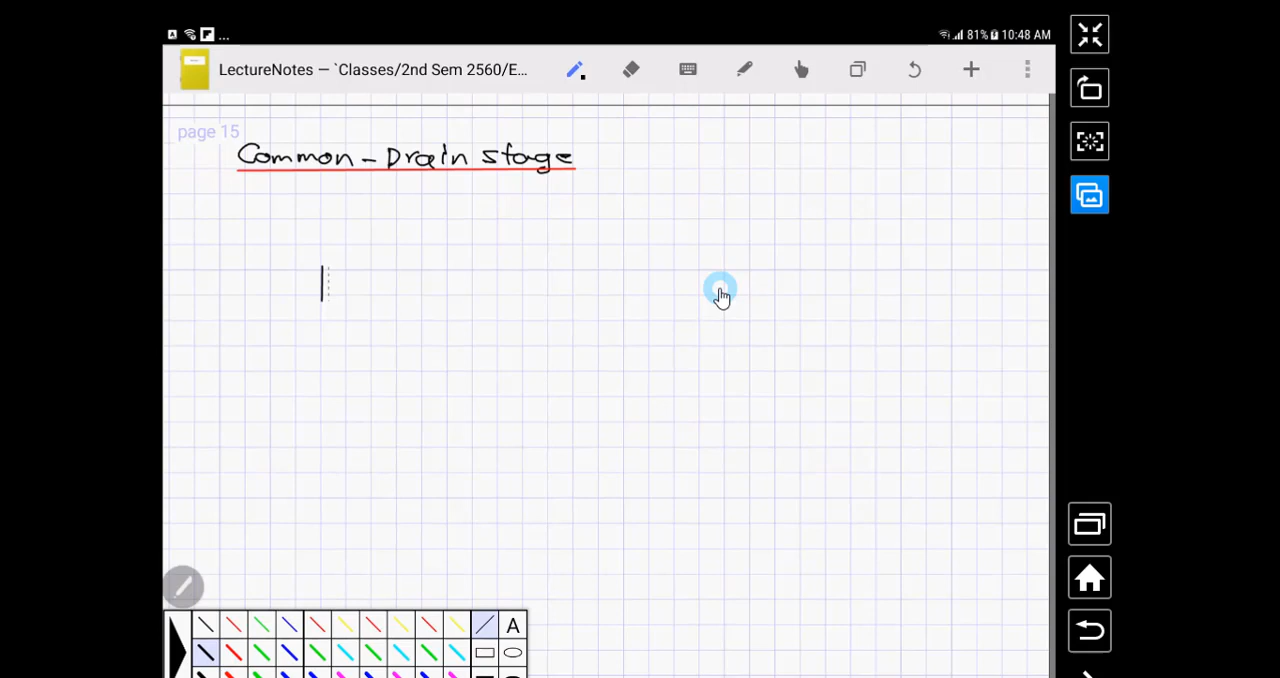 ... 81% 10:48 AM
LectureNotes — `Classes/2nd Sem 2560/E...
page 15
Common - Drain stage
A